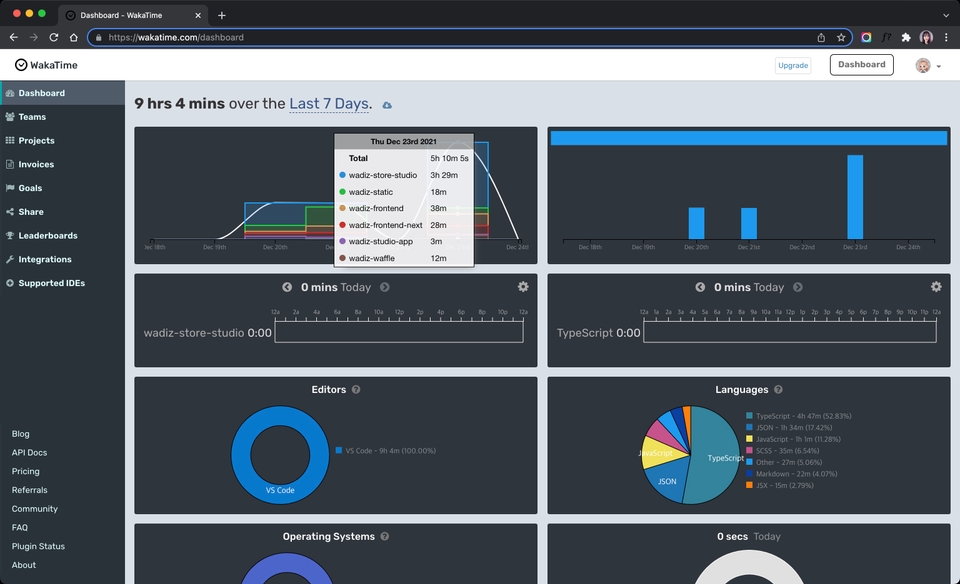 Dashboard - WakaTime
https://wakatime.com/dashboard
WakaTime
Upgrade
Dashboard
Dashboard
Teams
Projects
Invoices
Goals
Share
Leaderboards
Integrations
Supported IDEs
Blog
API Docs
Pricing
Referrals
Community
FAQ
Plugin Status
About
9 hrs 4 mins over the Last 7 Days.
Thu Dec 23rd 2021
Total 5h 10m 5s
wadiz-store-studio 3h 29m
wadiz-static 18m
wadiz-frontend 38m
wadiz-frontend-next 28m
wadiz-studio-app 3m
wadiz-waffle 12m
Dec 19th Dec 20th Dec 24th
Dec 18th Dec 19th Dec 20th Dec 21st Dec 22nd Dec 23rd Dec 24th
0 mins Today
12a 2a 4a 6a 8a 10a 12p 2p 4p 6p 8p 10p 12a
wadiz-store-studio 0:00
0 mins Today
12a 1a 2a 3a 4a 5a 6a 7a 8a 9a 10a 11a 12p 1p 2p 3p 4p 5p 6p 7p 8p 9p 10p 11p 12a
TypeScript 0:00
Editors
VS Code
VS Code - 9h 4m (100.00%)
Languages
JavaScript
TypeScript
JSON
TypeScript - 4h 47m (52.83%)
JSON - 1h 34m (17.42%)
JavaScript - 1h 1m (11.28%)
SCSS - 35m (6.54%)
Other - 27m (5.06%)
Markdown - 22m (4.07%)
JSX - 15m (2.79%)
Operating Systems
0 secs Today